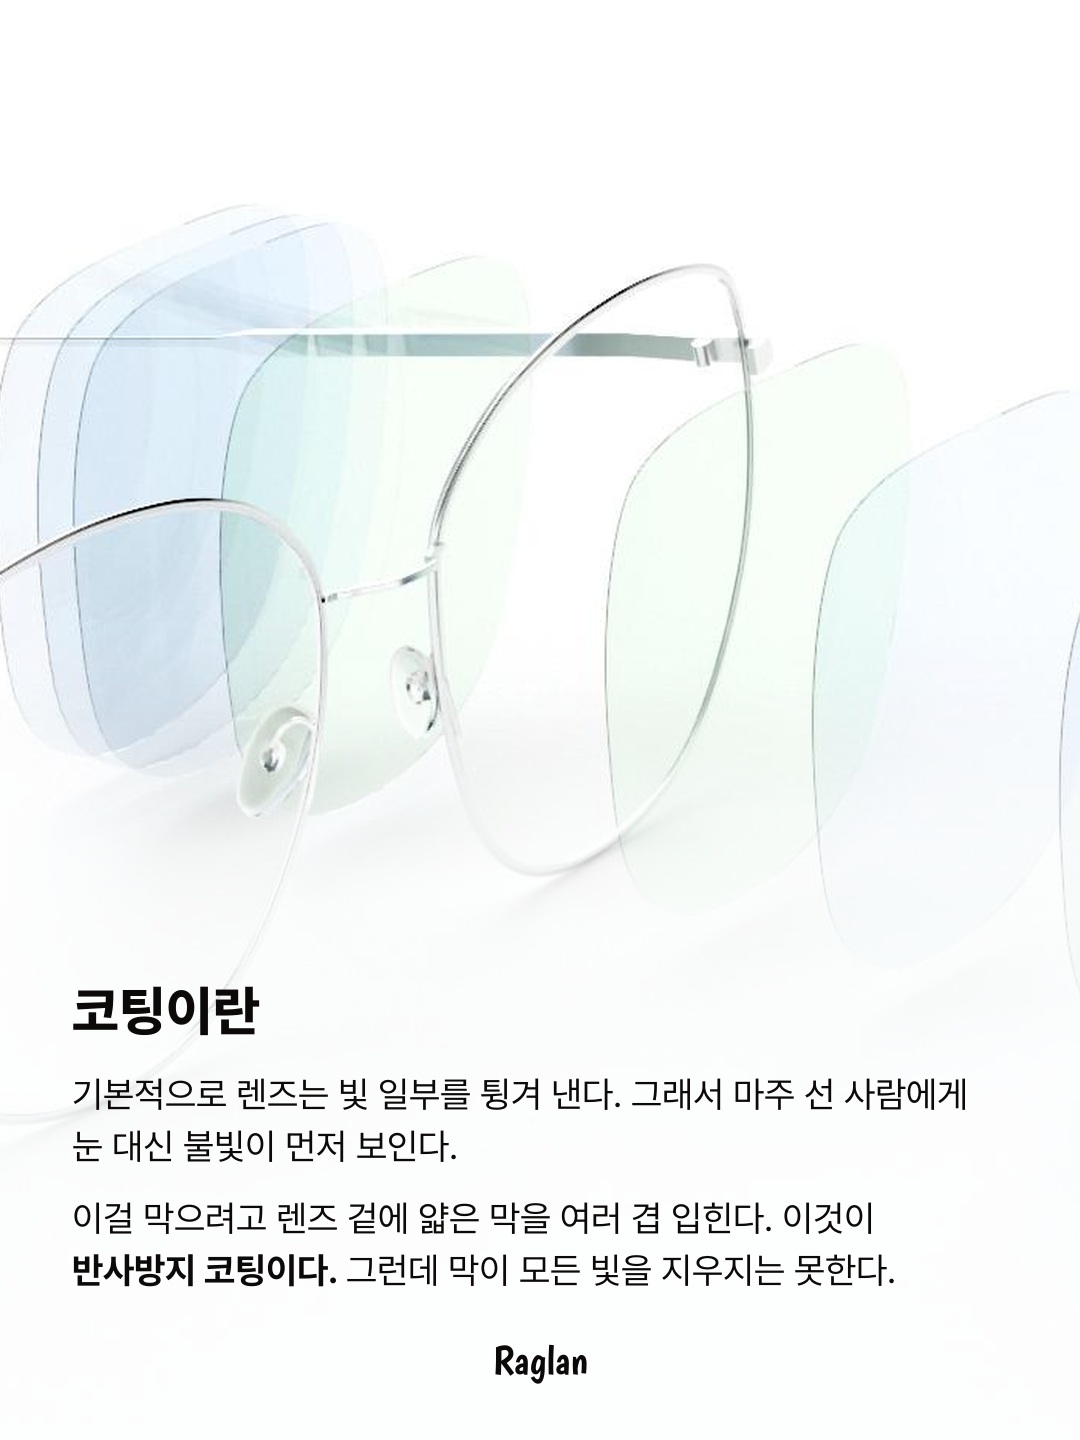 코팅이란
기본적으로 렌즈는 빛 일부를 튕겨 낸다. 그래서 마주 선 사람에게
눈 대신 불빛이 먼저 보인다.
이걸 막으려고 렌즈 겉에 얇은 막을 여러 겹 입힌다. 이것이
반사방지 코팅이다. 그런데 막이 모든 빛을 지우지는 못한다.
Raglan